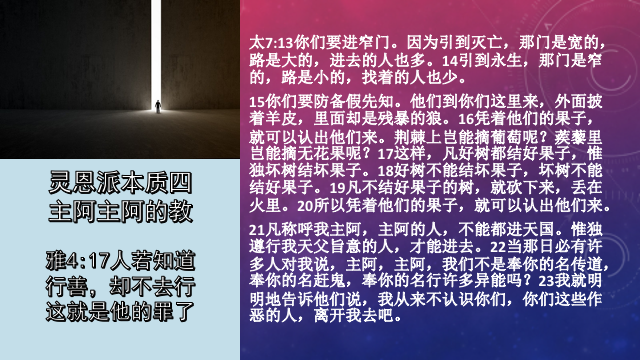 灵恩派本质四
主阿主阿的教
雅4:17人若知道
行善，却不去行
这就是他的罪了
太7:13你们要进窄门。因为引到灭亡，那门是宽的，
路是大的，进去的人也多。14引到永生，那门是窄
的，路是小的，找着的人也少。
15你们要防备假先知。他们到你们这里来，外面披
着羊皮，里面却是残暴的狼。16凭着他们的果子，
就可以认出他们来。荆棘上岂能摘葡萄呢？蒺藜里
岂能摘无花果呢？17这样，凡好树都结好果子，惟
独坏树结坏果子。18好树不能结坏果子，坏树不能
结好果子。19凡不结好果子的树，就砍下来，丢在
火里。20所以凭着他们的果子，就可以认出他们来。
21凡称呼我主阿，主阿的人，不能都进天国。惟独
遵行我天父旨意的人，才能进去。22当那日必有许
多人对我说，主阿，主阿，我们不是奉你的名传道，
奉你的名赶鬼，奉你的名行许多异能吗？23我就明
明地告诉他们说，我从来不认识你们，你们这些作
恶的人，离开我去吧。